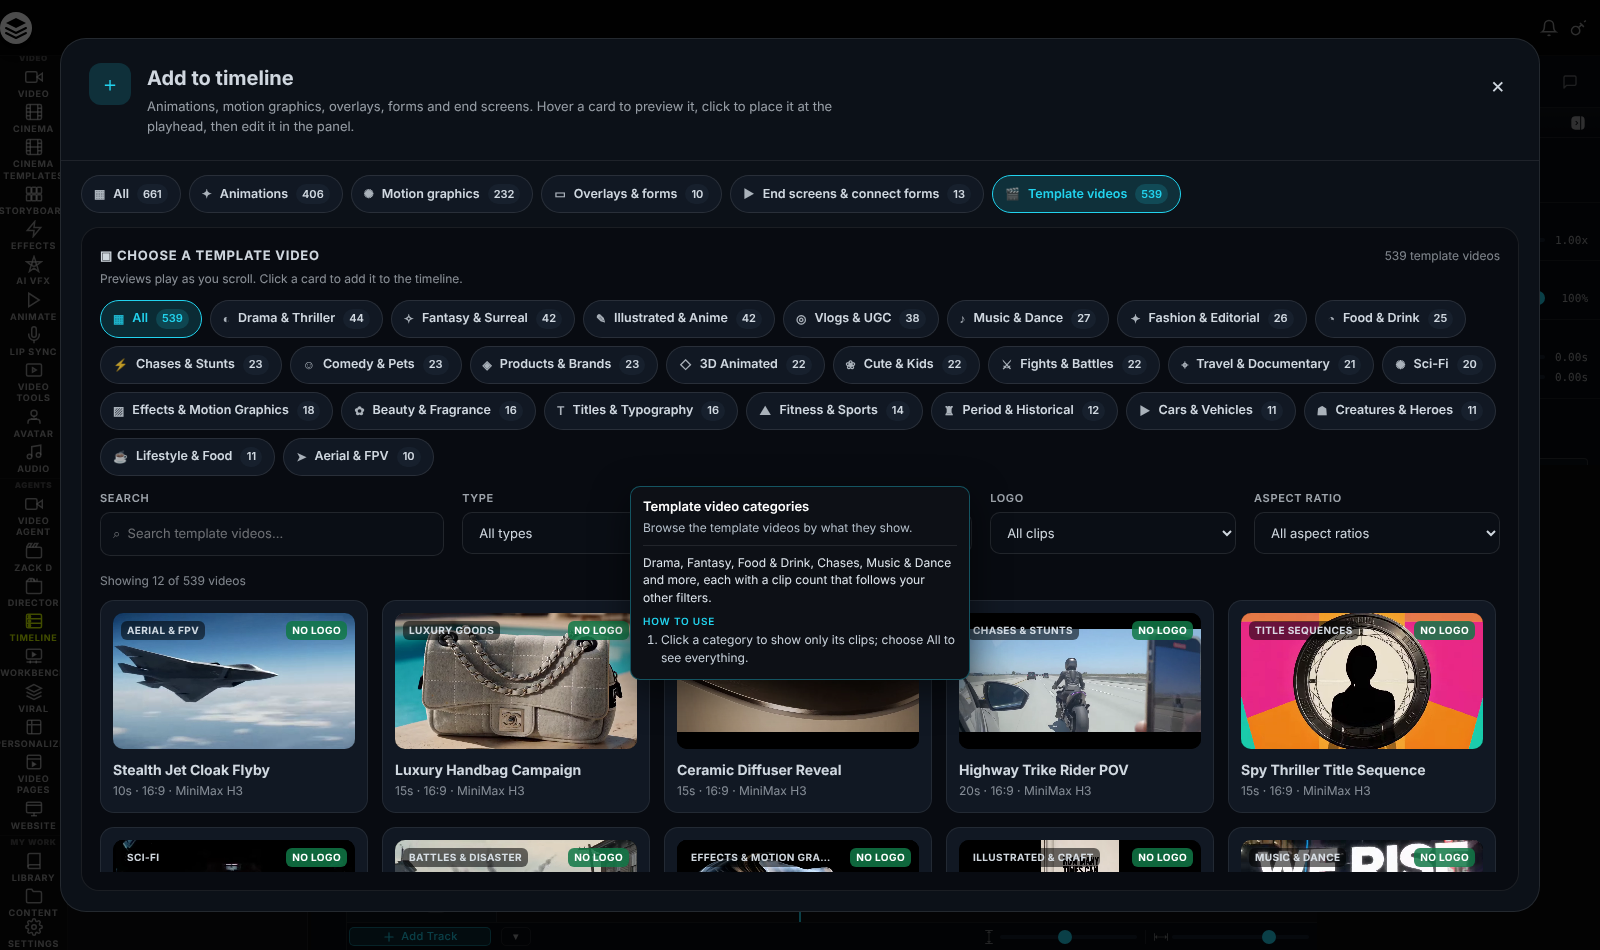 VIDEO
VIDEO
CINEMA
CINEMA
TEMPLATES
STORYBOAR
EFFECTS
AI VFX
ANIMATE
LIP SYNC
VIDEO
TOOLS
AVATAR
AUDIO
AGENTS
VIDEO
AGENT
ZACK D
DIRECTOR
TIMELINE
WORKBENC
VIRAL
PERSONALIZ
VIDEO
PAGES
WEBSITE
MY WORK
LIBRARY
CONTENT
SETTINGS
Add to timeline
Animations, motion graphics, overlays, forms and end screens. Hover a card to preview it, click to place it at the
playhead, then edit it in the panel.
All 661 Animations 406 Motion graphics 232 Overlays & forms 10 End screens & connect forms 13 Template videos 539
CHOOSE A TEMPLATE VIDEO 539 template videos
Previews play as you scroll. Click a card to add it to the timeline.
All 539 Drama & Thriller 44 Fantasy & Surreal 42 Illustrated & Anime 42 Vlogs & UGC 38 Music & Dance 27 Fashion & Editorial 26 Food & Drink 25
Chases & Stunts 23 Comedy & Pets 23 Products & Brands 23 3D Animated 22 Cute & Kids 22 Fights & Battles 22 Travel & Documentary 21 Sci-Fi 20
Effects & Motion Graphics 18 Beauty & Fragrance 16 Titles & Typography 16 Fitness & Sports 14 Period & Historical 12 Cars & Vehicles 11 Creatures & Heroes 11
Lifestyle & Food 11 Aerial & FPV 10
SEARCH TYPE LOGO ASPECT RATIO
Search template videos... All types All clips All aspect ratios
Template video categories
Browse the template videos by what they show.
Drama, Fantasy, Food & Drink, Chases, Music & Dance
and more, each with a clip count that follows your
other filters.
HOW TO USE
1. Click a category to show only its clips; choose All to
see everything.
Showing 12 of 539 videos
AERIAL & FPV NO LOGO LUXURY GOODS NO LOGO CHASES & STUNTS NO LOGO TITLE SEQUENCES NO LOGO
Stealth Jet Cloak Flyby Luxury Handbag Campaign Ceramic Diffuser Reveal Highway Trike Rider POV Spy Thriller Title Sequence
10s · 16:9 · MiniMax H3 15s · 16:9 · MiniMax H3 15s · 16:9 · MiniMax H3 20s · 16:9 · MiniMax H3 15s · 16:9 · MiniMax H3
SCI-FI NO LOGO BATTLES & DISASTER NO LOGO EFFECTS & MOTION GRA... NO LOGO ILLUSTRATED & CRAFT NO LOGO MUSIC & DANCE NO LOGO
WE RISE
1.00x
100%
0.00s
0.00s
Add Track